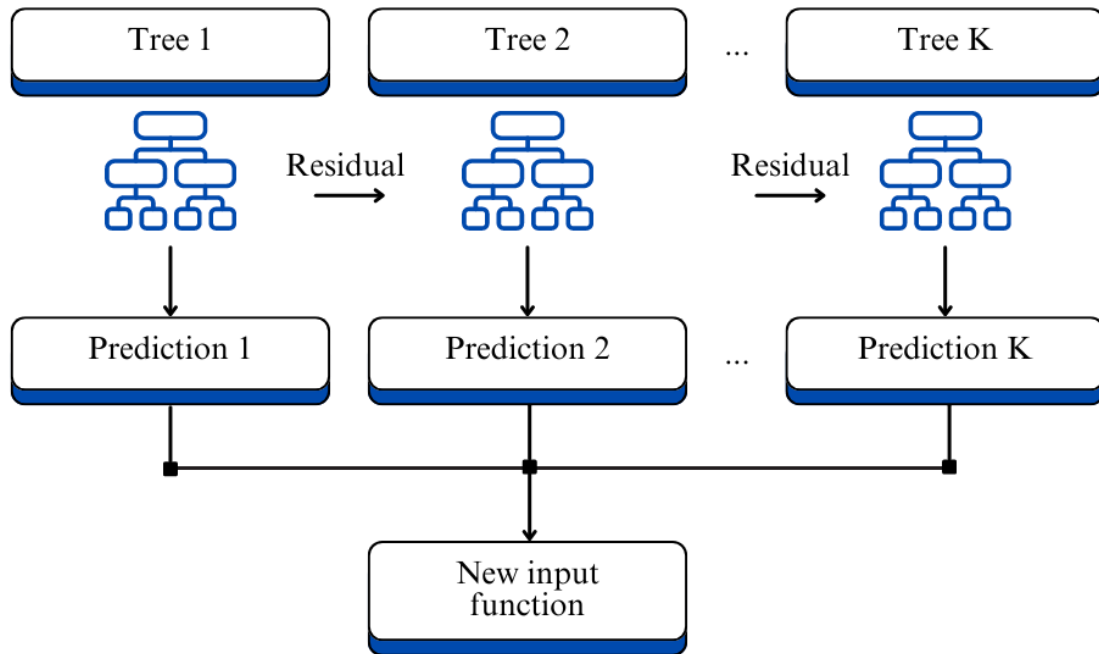 Tree 1
Tree 2
...
Tree K
Residual
Residual
Prediction 1
Prediction 2
...
Prediction K
New input
function